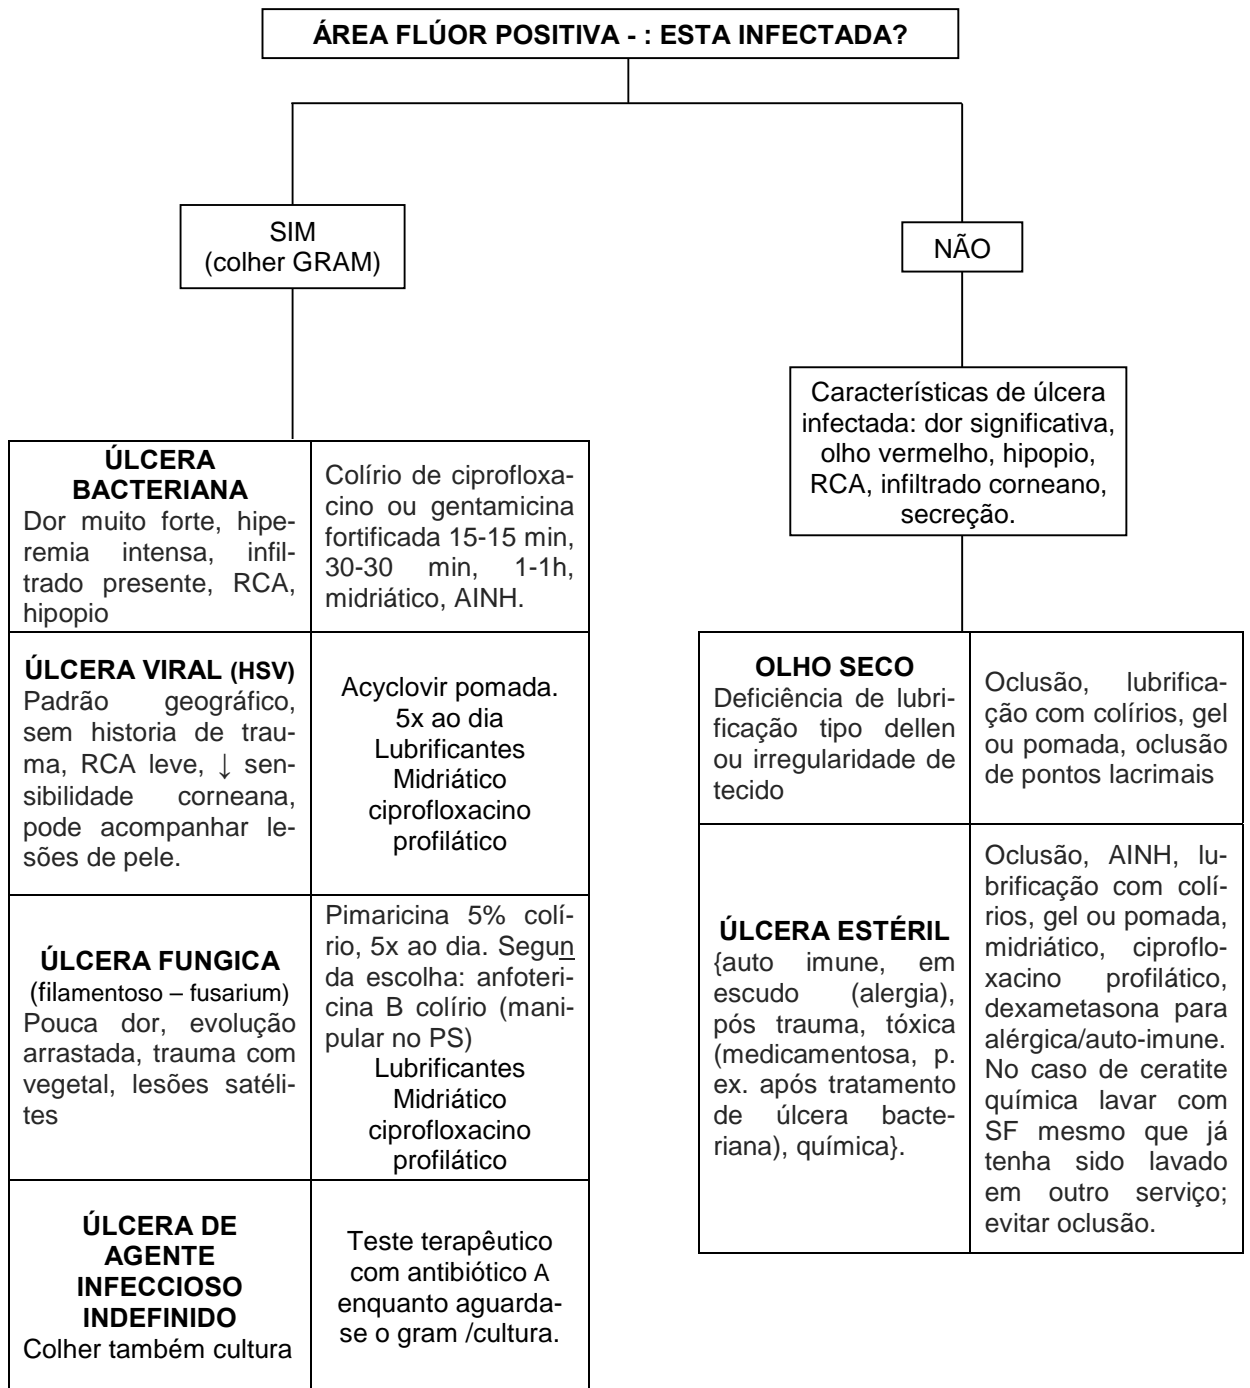 ÁREA FLÚOR POSITIVA - : ESTA INFECTADA?
SIM
(colher GRAM)
NÃO
Características de úlcera
infectada: dor significativa,
olho vermelho, hipopio,
RCA, infiltrado corneano,
secreção.
ÚLCERA
BACTERIANA
Dor muito forte, hipe-
remia intensa, infil-
trado presente, RCA,
hipopio
Colírio de ciprofloxa-
cino ou gentamicina
fortificada 15-15 min,
30-30 min, 1-1h,
midriático, AINH.
ÚLCERA VIRAL (HSV)
Padrão geográfico,
sem historia de trau-
ma, RCA leve, ↓ sen-
sibilidade corneana,
pode acompanhar le-
sões de pele.
Acyclovir pomada.
5x ao dia
Lubrificantes
Midriático
ciprofloxacino
profilático
ÚLCERA FUNGICA
(filamentoso – fusarium)
Pouca dor, evolução
arrastada, trauma com
vegetal, lesões satéli-
tes
Pimaricina 5% colí-
rio, 5x ao dia. Segun
da escolha: anfoteri-
cina B colírio (mani-
pular no PS)
Lubrificantes
Midriático
ciprofloxacino
profilático
ÚLCERA DE
AGENTE
INFECCIOSO
INDEFINIDO
Colher também cultura
Teste terapêutico
com antibiótico A
enquanto aguarda-
se o gram /cultura.
OLHO SECO
Deficiência de lubri-
ficação tipo dellen
ou irregularidade de
tecido
Oclusão, lubrifica-
ção com colírios, gel
ou pomada, oclusão
de pontos lacrimais
ÚLCERA ESTÉRIL
{auto imune, em
escudo (alergia),
pós trauma, tóxica
(medicamentosa, p.
ex. após tratamento
de úlcera bacte-
riana), química}.
Oclusão, AINH, lu-
brificação com colí-
rios, gel ou pomada,
midriático, ciproflo-
xacino profilático,
dexametasona para
alérgica/auto-imune.
No caso de ceratite
química lavar com
SF mesmo que já
tenha sido lavado
em outro serviço;
evitar oclusão.